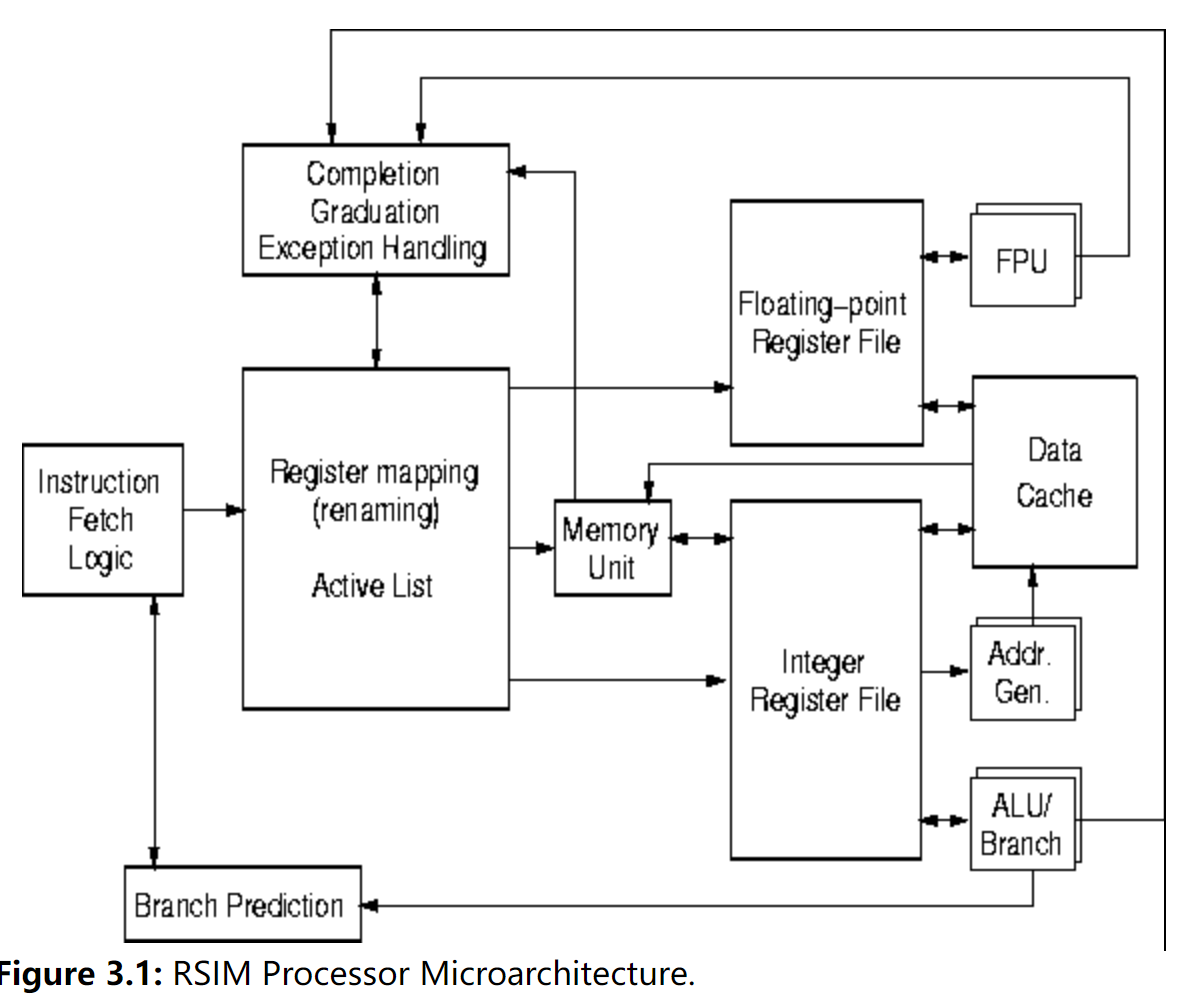 Completion
Graduation
Exception Handling
FPU
Floating-point
Register File
Data
Cache
Instruction
Fetch
Logic
Register mapping
(renaming)
Active List
Memory
Unit
Integer
Register File
Addr.
Gen.
ALU/
Branch
Branch Prediction
Figure 3.1: RSIM Processor Microarchitecture.